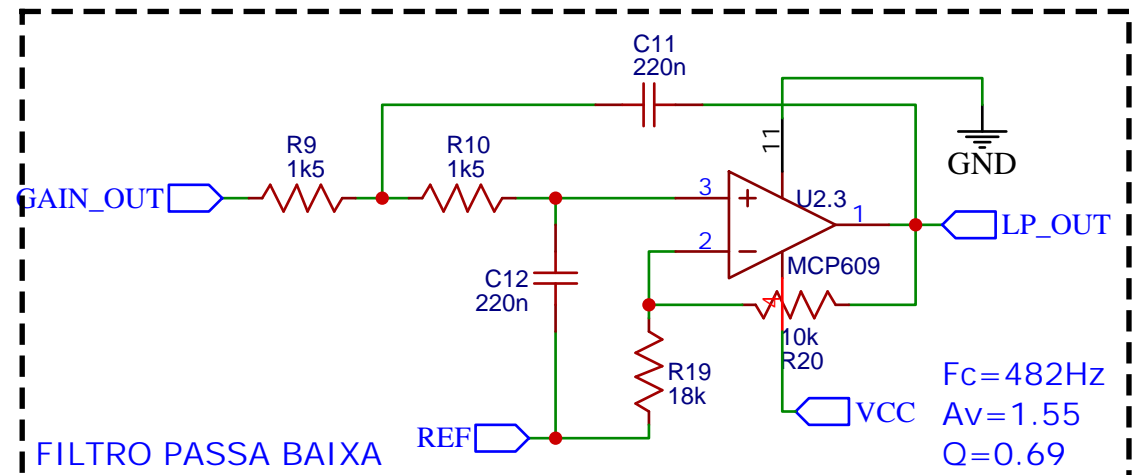 C11
220n
R9
1k5
R10
1k5
11
GND
GAIN_OUT
3
U2.3
1
LP_OUT
2
MCP609
C12
220n
4
10k
R20
R19
18k
Fc=482Hz
VCC
Av=1.55
REF
FILTRO PASSA BAIXA
Q=0.69